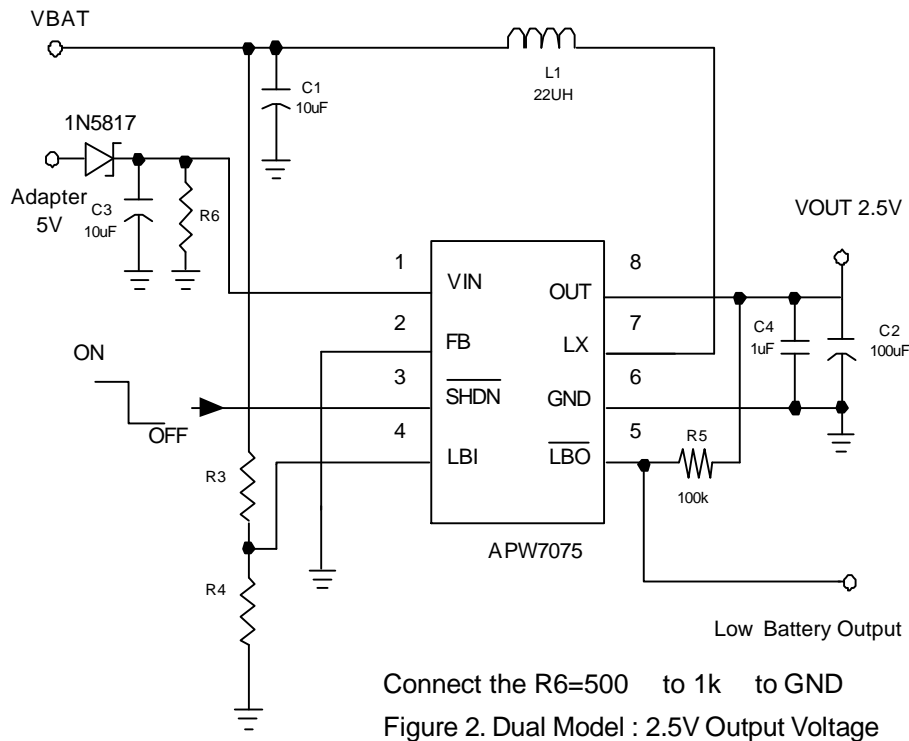 VBAT
L1
22UH
C1
10uF
1N5817
Adapter
5V
C3
10uF
R6
VOUT 2.5V
1
8
VIN
OUT
2
7
FB
LX
C4
1uF
C2
100uF
ON
OFF
3
6
SHDN
GND
4
5
LBI
LBO
R5
100k
R3
R4
APW7075
Low Battery Output
Connect the R6=500 to 1k to GND
Figure 2. Dual Model : 2.5V Output Voltage